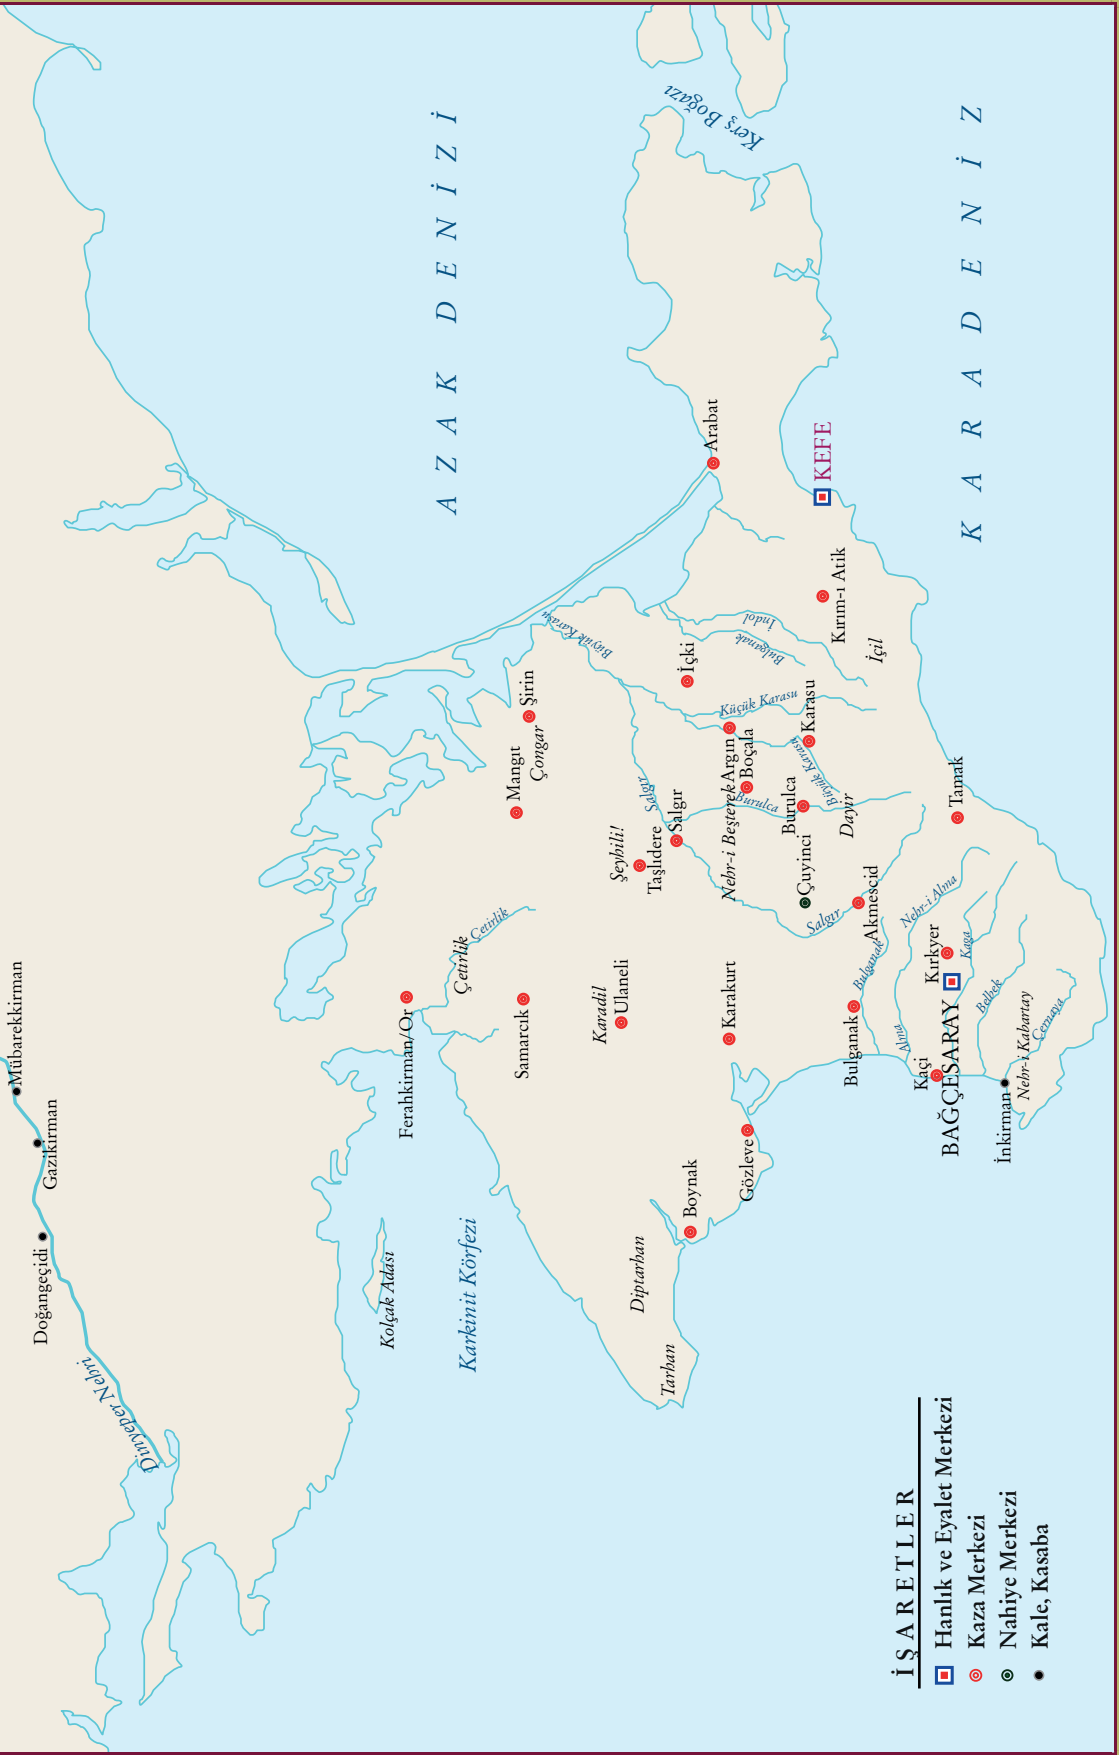 Mübarekkirman
Gazikirman
Doğangeçidi
Dinyeper Nehri
Kolçak Adası
Karkinit Körfezi
AZAK DENİZİ
KARADENİZ
Kerş Boğazı
Ferahkirman/Or
Çetirlik
Çetirlik
Samarcık
Mangıt
Şirin
Çongar
Arabat
KEFE
Karadil
Ulaneli
Şeyhili!
Taşlıdere
Salgır
Salgır
Büyük Karasu
İçki
Bulganak
İndol
Kırım-ı Atik
İçil
Küçük Karasu
Karakurt
Nehr-i Beşterek
Argın
Boçala
Burulca
Burulca
Büyük Karasu
Karasu
Dayir
Çuyinci
Salgır
Akmescid
Tamak
Diptarhan
Tarhan
Boynak
Gözleve
Bulganak
Bulganak
Nehr-i Alma
Alma
Kırkyer
Kaga
Kaçi
BAĞÇESARAY
Belbek
İnkirman
Nehr-i Kabartay
Çernaya
İŞARETLER
Hanlık ve Eyalet Merkezi
Kaza Merkezi
Nahiye Merkezi
Kale, Kasaba